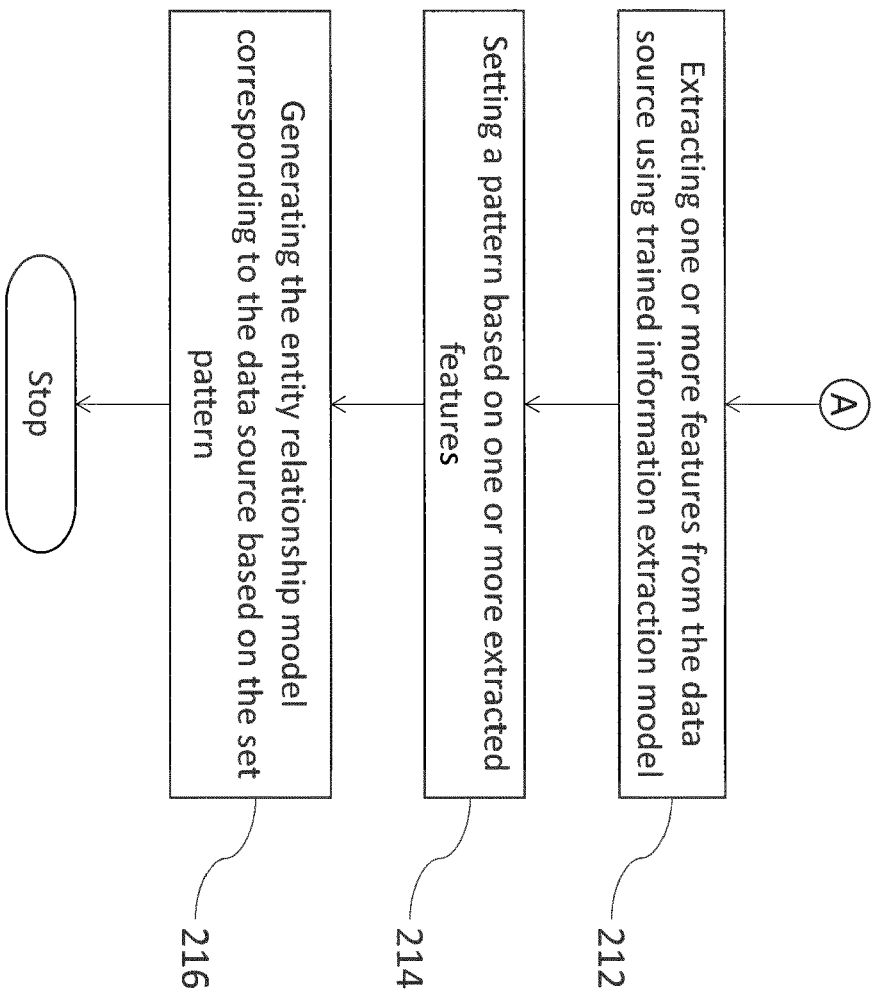 A
Extracting one or more features from the data
source using trained information extraction model
212
Setting a pattern based on one or more extracted
features
214
Generating the entity relationship model
corresponding to the data source based on the set
pattern
216
Stop